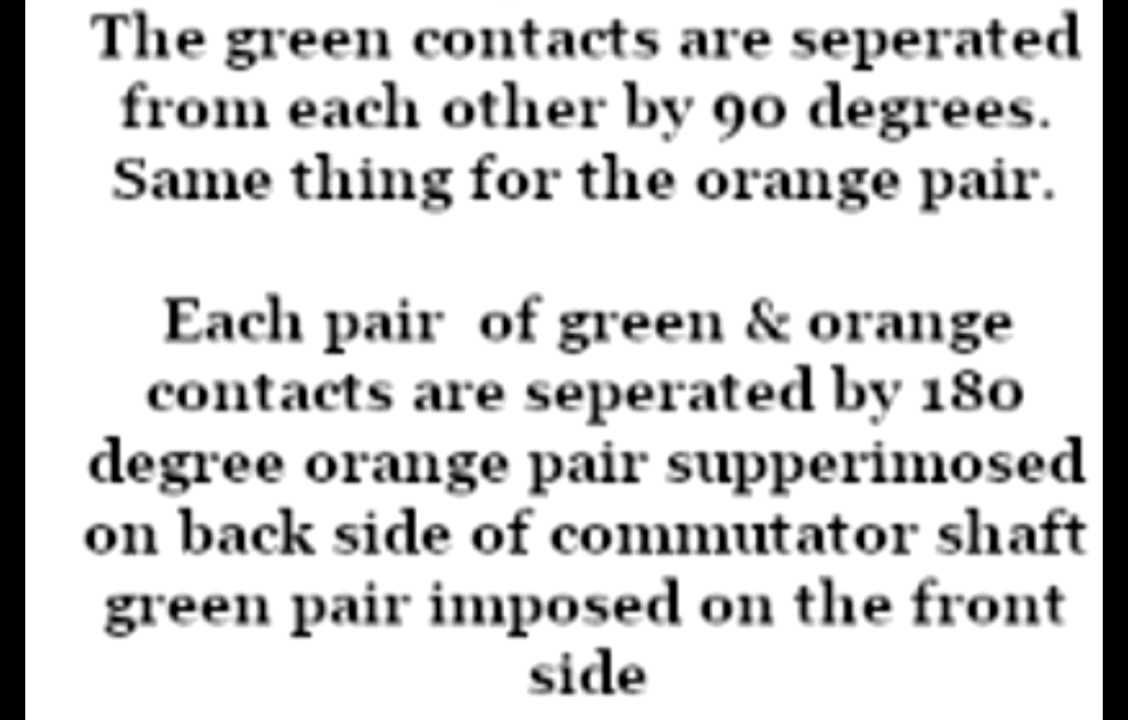 The green contacts are seperated
from each other by 90 degrees.
Same thing for the orange pair.
Each pair of green & orange
contacts are seperated by 180
degree orange pair supperimosed
on back side of commutator shaft
green pair imposed on the front
side